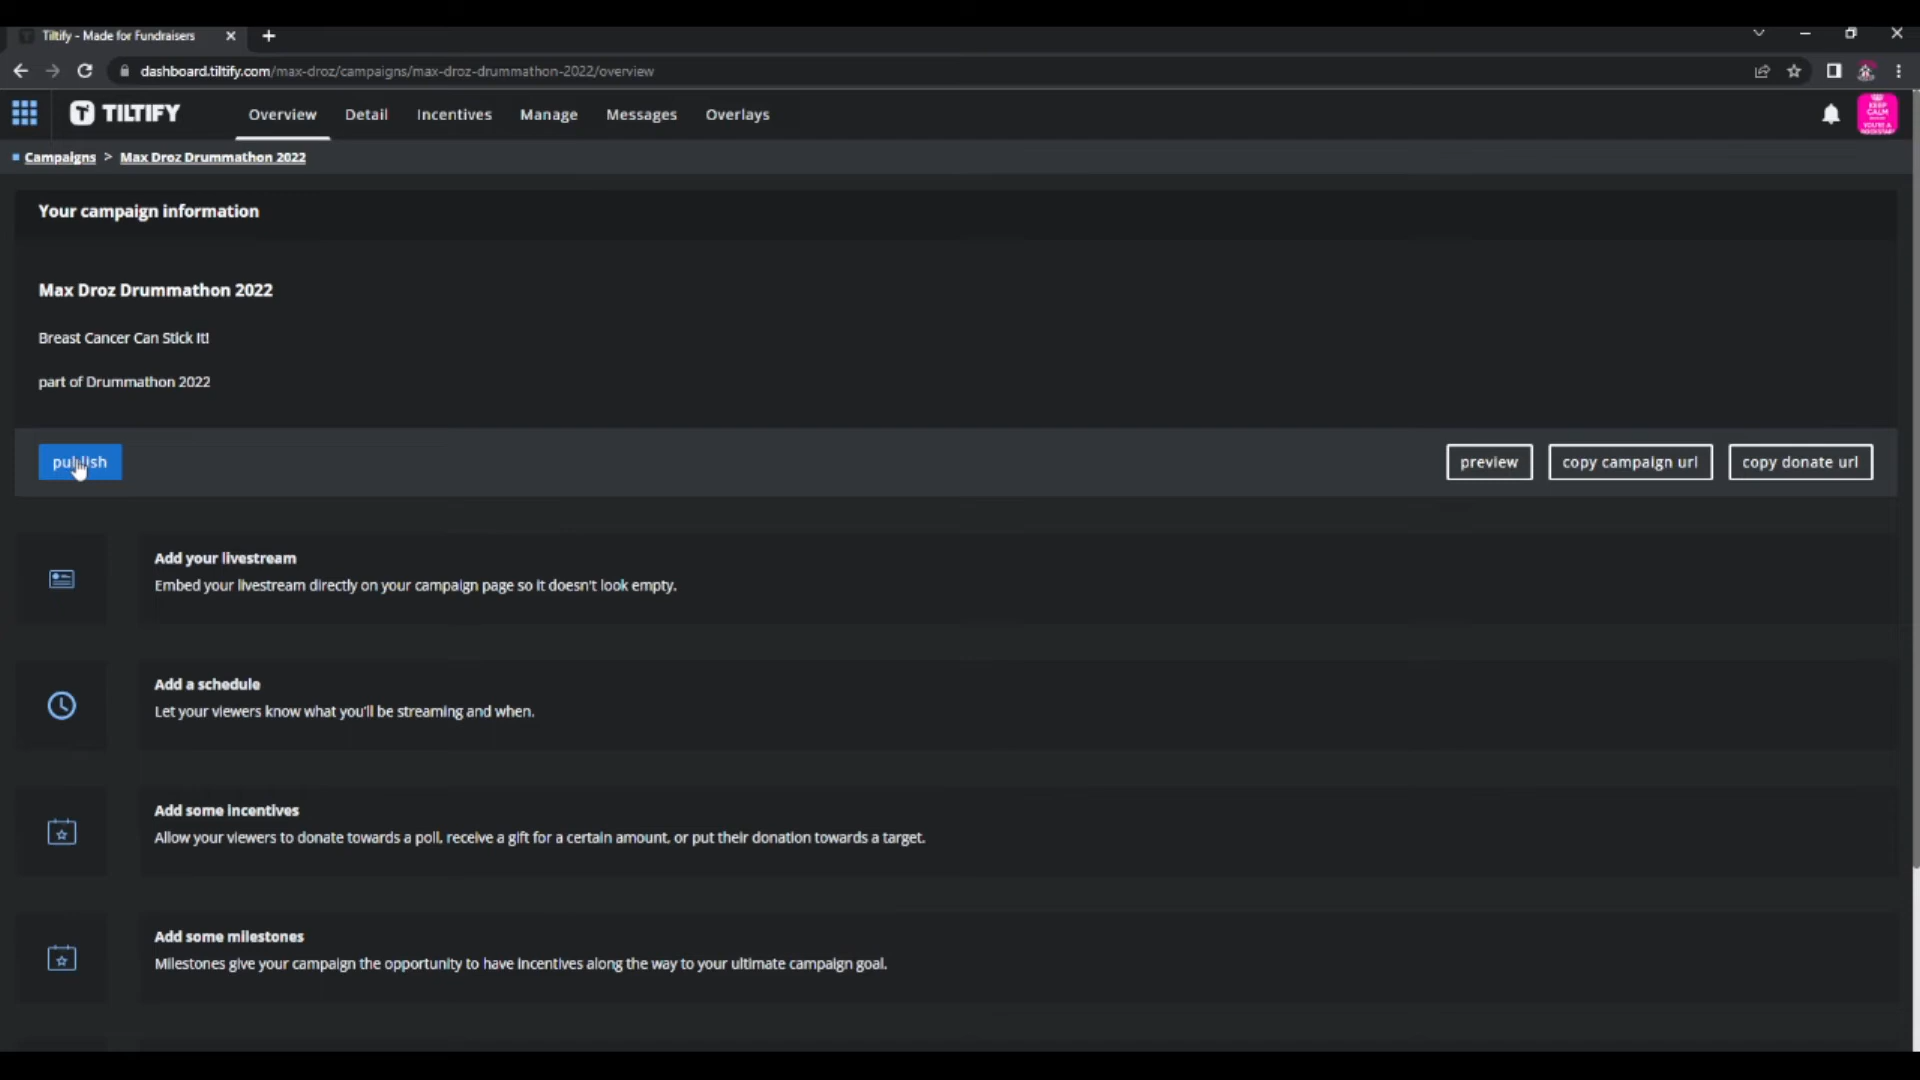 Tiltify - Made for Fundraisers
dashboard.tiltify.com/max-droz/campaigns/max-droz-drummathon-2022/overview
TILTIFY Overview Detail Incentives Manage Messages Overlays
KEEP
CALM
YOU'RE A
ROCKSTAR
Campaigns > Max Droz Drummathon 2022
Your campaign information
Max Droz Drummathon 2022
Breast Cancer Can Stick It!
part of Drummathon 2022
publish preview copy campaign url copy donate url
Add your livestream
Embed your livestream directly on your campaign page so it doesn't look empty.
Add a schedule
Let your viewers know what you'll be streaming and when.
Add some incentives
Allow your viewers to donate towards a poll, receive a gift for a certain amount, or put their donation towards a target.
Add some milestones
Milestones give your campaign the opportunity to have incentives along the way to your ultimate campaign goal.